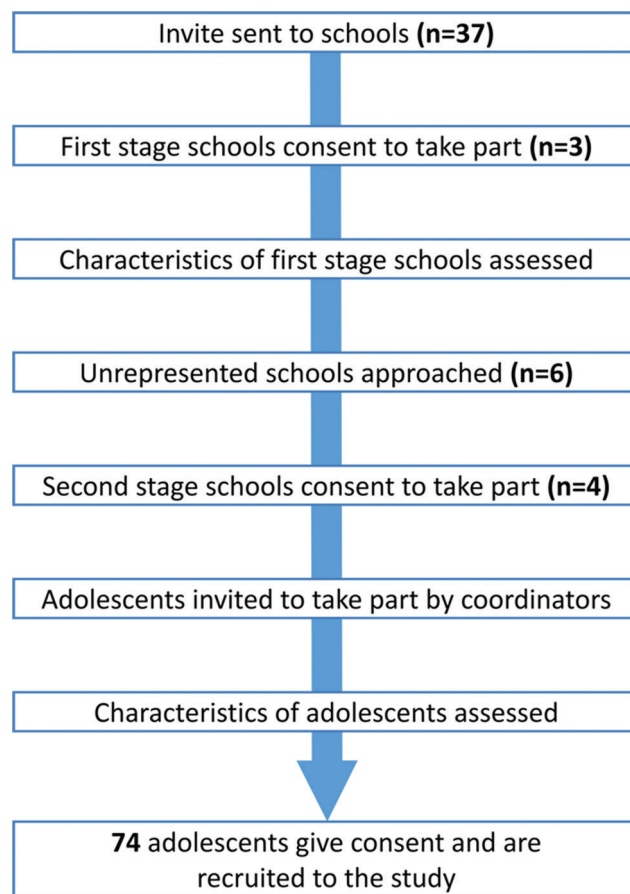 Invite sent to schools (n=37)
First stage schools consent to take part (n=3)
Characteristics of first stage schools assessed
Unrepresented schools approached (n=6)
Second stage schools consent to take part (n=4)
Adolescents invited to take part by coordinators
Characteristics of adolescents assessed
74 adolescents give consent and are
recruited to the study